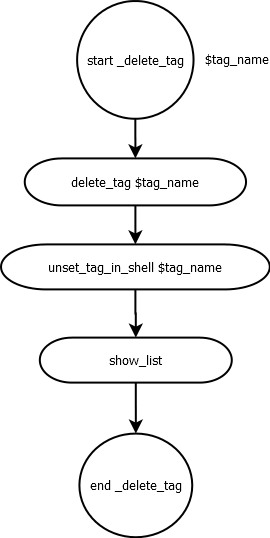 start _delete_tag
$tag_name
delete_tag $tag_name
unset_tag_in_shell $tag_name
show_list
end _delete_tag